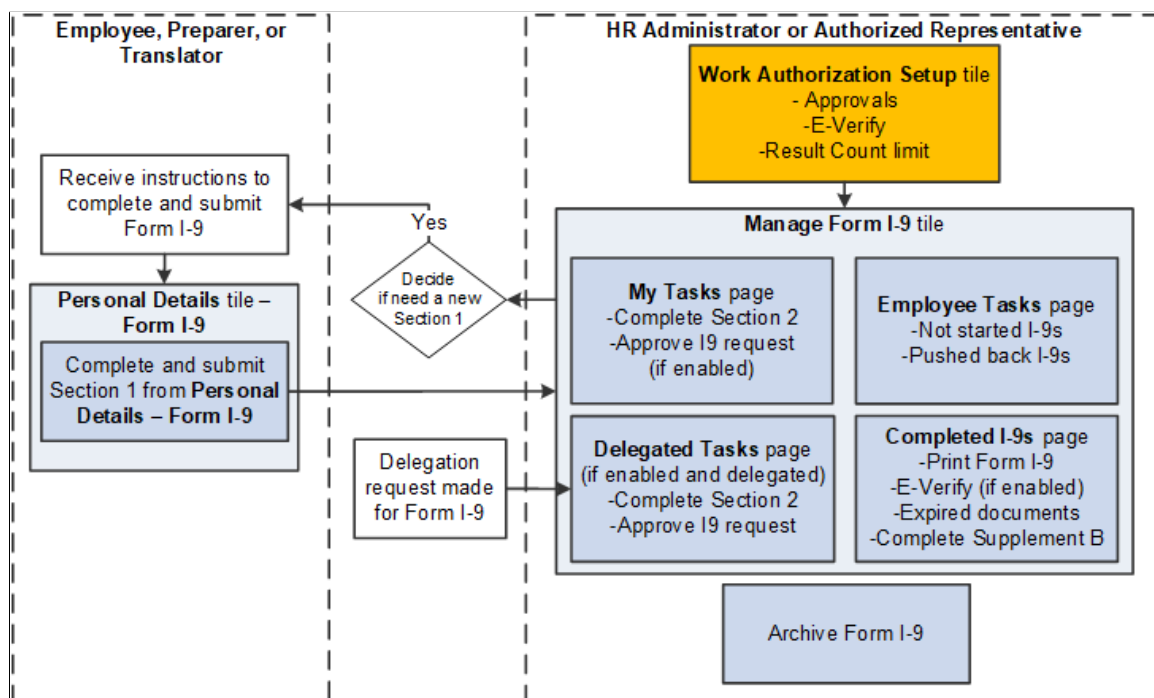 Employee, Preparer, or
Translator
HR Administrator or Authorized Representative
Work Authorization Setup tile
- Approvals
-E-Verify
-Result Count limit
Receive instructions to
complete and submit
Form I-9
Yes
Decide
if need a new
Section 1
Manage Form I-9 tile
My Tasks page
-Complete Section 2
-Approve I9 request
(if enabled)
Employee Tasks page
-Not started I-9s
-Pushed back I-9s
Personal Details tile –
Form I-9
Complete and submit
Section 1 from Personal
Details – Form I-9
Delegation
request made
for Form I-9
Delegated Tasks page
(if enabled and delegated)
-Complete Section 2
-Approve I9 request
Completed I-9s page
-Print Form I-9
-E-Verify (if enabled)
-Expired documents
-Complete Supplement B
Archive Form I-9